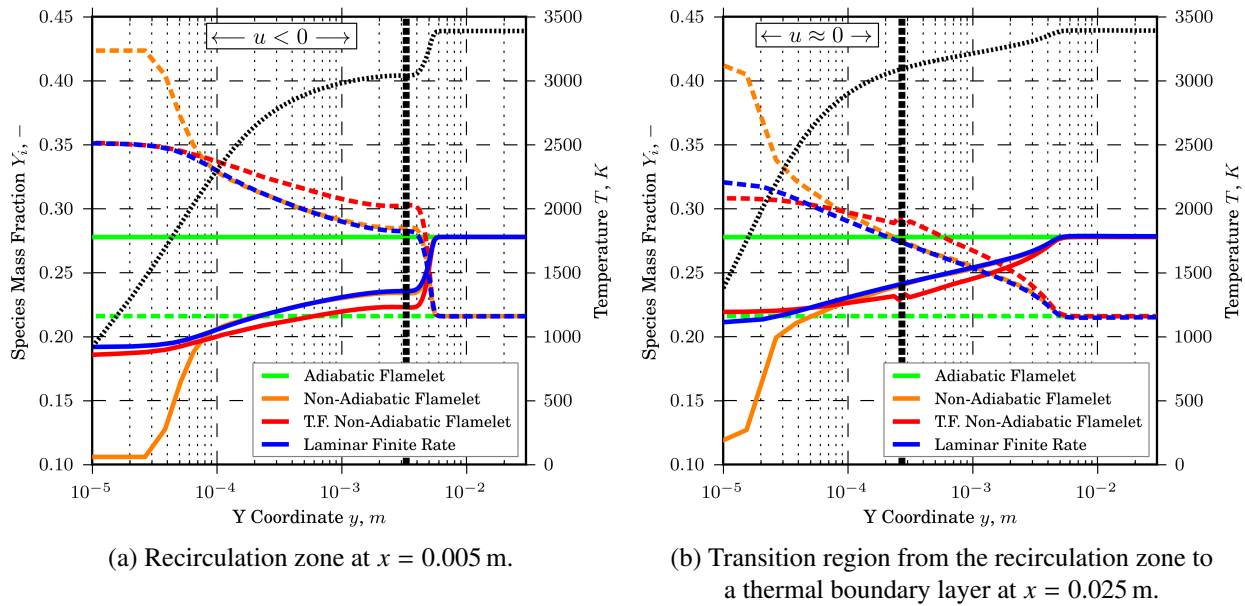 0.45
0.40
0.35
0.30
0.25
0.20
0.15
0.10
Species Mass Fraction Y_i, −
← u < 0 →
3500
3000
2500
2000
1500
1000
500
0
Temperature T, K
Adiabatic Flamelet
Non-Adiabatic Flamelet
T.F. Non-Adiabatic Flamelet
Laminar Finite Rate
10^−5
10^−4
10^−3
10^−2
Y Coordinate y, m
(a) Recirculation zone at x = 0.005 m.
0.45
0.40
0.35
0.30
0.25
0.20
0.15
0.10
Species Mass Fraction Y_i, −
← u ≈ 0 →
3500
3000
2500
2000
1500
1000
500
0
Temperature T, K
Adiabatic Flamelet
Non-Adiabatic Flamelet
T.F. Non-Adiabatic Flamelet
Laminar Finite Rate
10^−5
10^−4
10^−3
10^−2
Y Coordinate y, m
(b) Transition region from the recirculation zone to
a thermal boundary layer at x = 0.025 m.